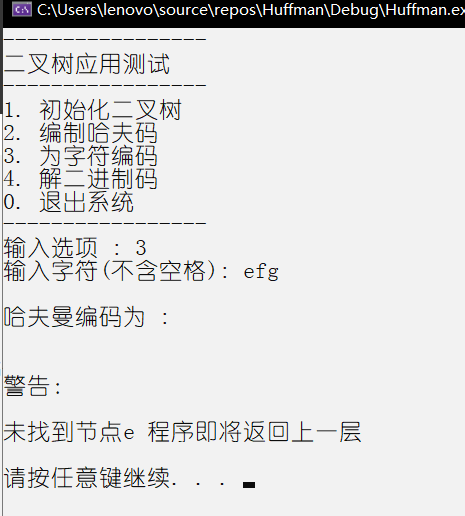 C:\Users\lenovo\source\repos\Huffman\Debug\Huffman.ex
-----------------
二叉树应用测试
-----------------
1. 初始化二叉树
2. 编制哈夫码
3. 为字符编码
4. 解二进制码
0. 退出系统
-----------------
输入选项 : 3
输入字符(不含空格): efg
哈夫曼编码为 :
警告:
未找到节点e 程序即将返回上一层
请按任意键继续. . .